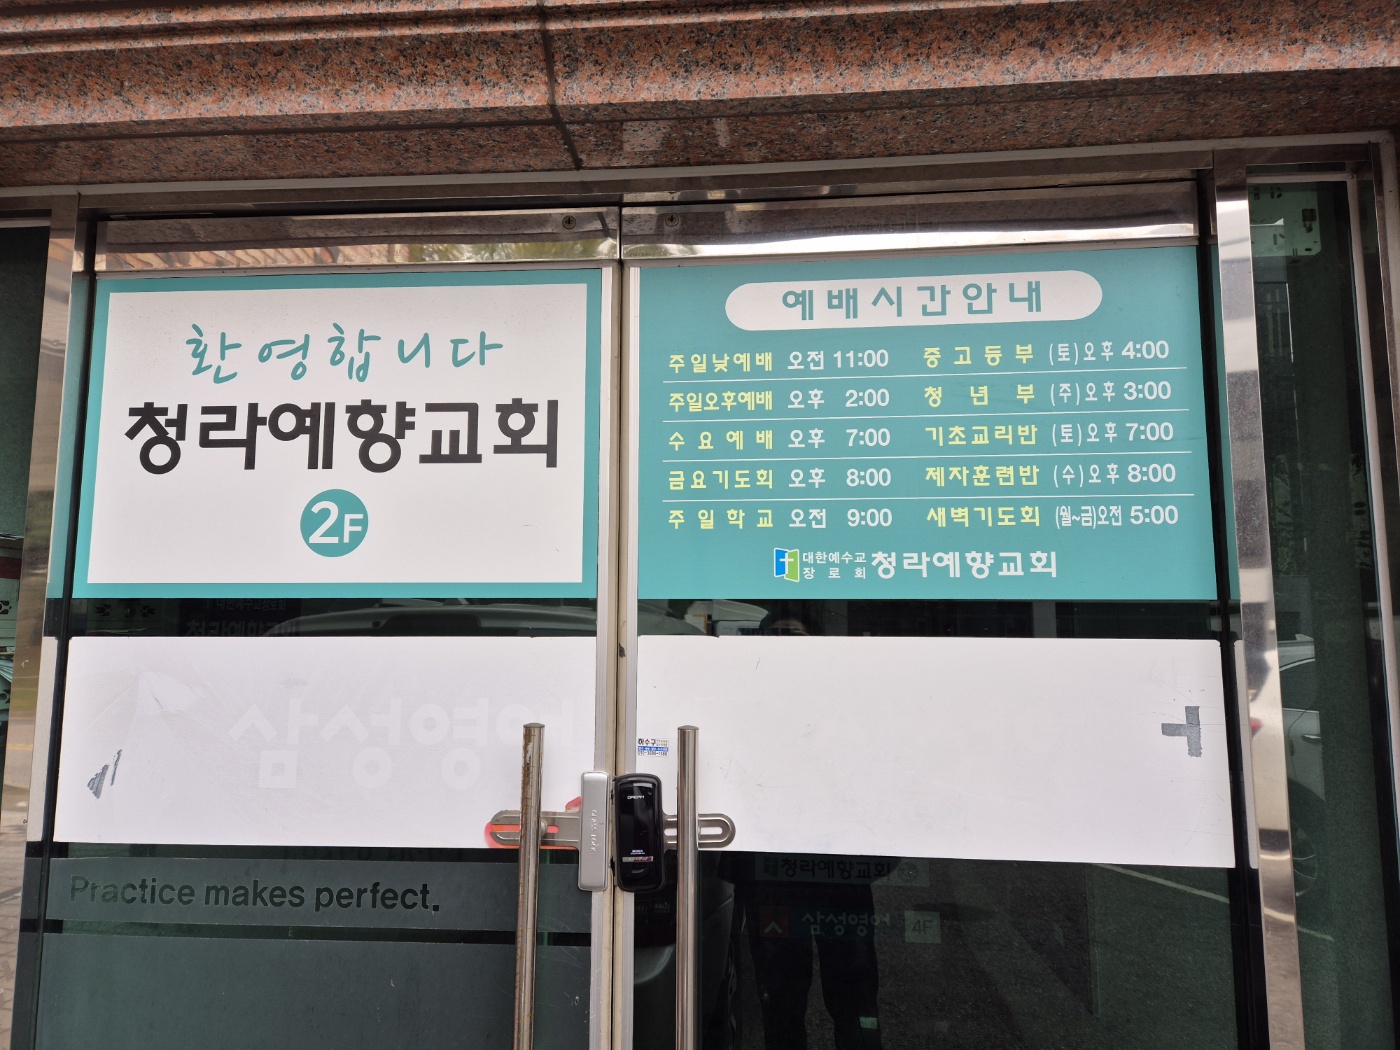 환영합니다
청라예향교회
2F
예배시간안내
주일낮예배 오전 11:00 중고등부 (토)오후 4:00
주일오후예배 오후 2:00 청년부 (주)오후 3:00
수요예배 오후 7:00 기초교리반 (토)오후 7:00
금요기도회 오후 8:00 제자훈련반 (수)오후 8:00
주일학교 오전 9:00 새벽기도회 (월~금)오전 5:00
대한예수교
장로회 청라예향교회
삼성영어
하수구
Practice makes perfect.
청라예향교회
삼성영어 4F